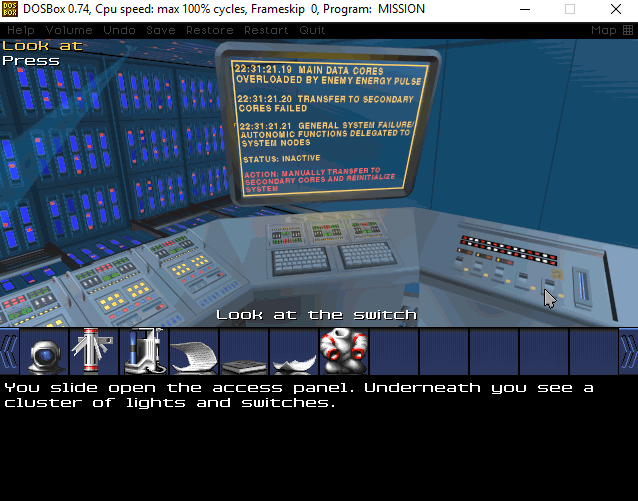 DOS
BOX
DOSBox 0.74, Cpu speed: max 100% cycles, Frameskip 0, Program: MISSION
Help Volume Undo Save Restore Restart Quit Map
Look at
Press
22:31:21.19 MAIN DATA CORES
OVERLOADED BY ENEMY ENERGY PULSE
22:31:21.20 TRANSFER TO SECONDARY
CORES FAILED
22:31:21.21 GENERAL SYSTEM FAILURE/
AUTONOMIC FUNCTIONS DELEGATED TO
SYSTEM NODES
STATUS: INACTIVE
ACTION: MANUALLY TRANSFER TO
SECONDARY CORES AND REINITIALIZE
SYSTEM
Look at the switch
You slide open the access panel. Underneath you see a
cluster of lights and switches.